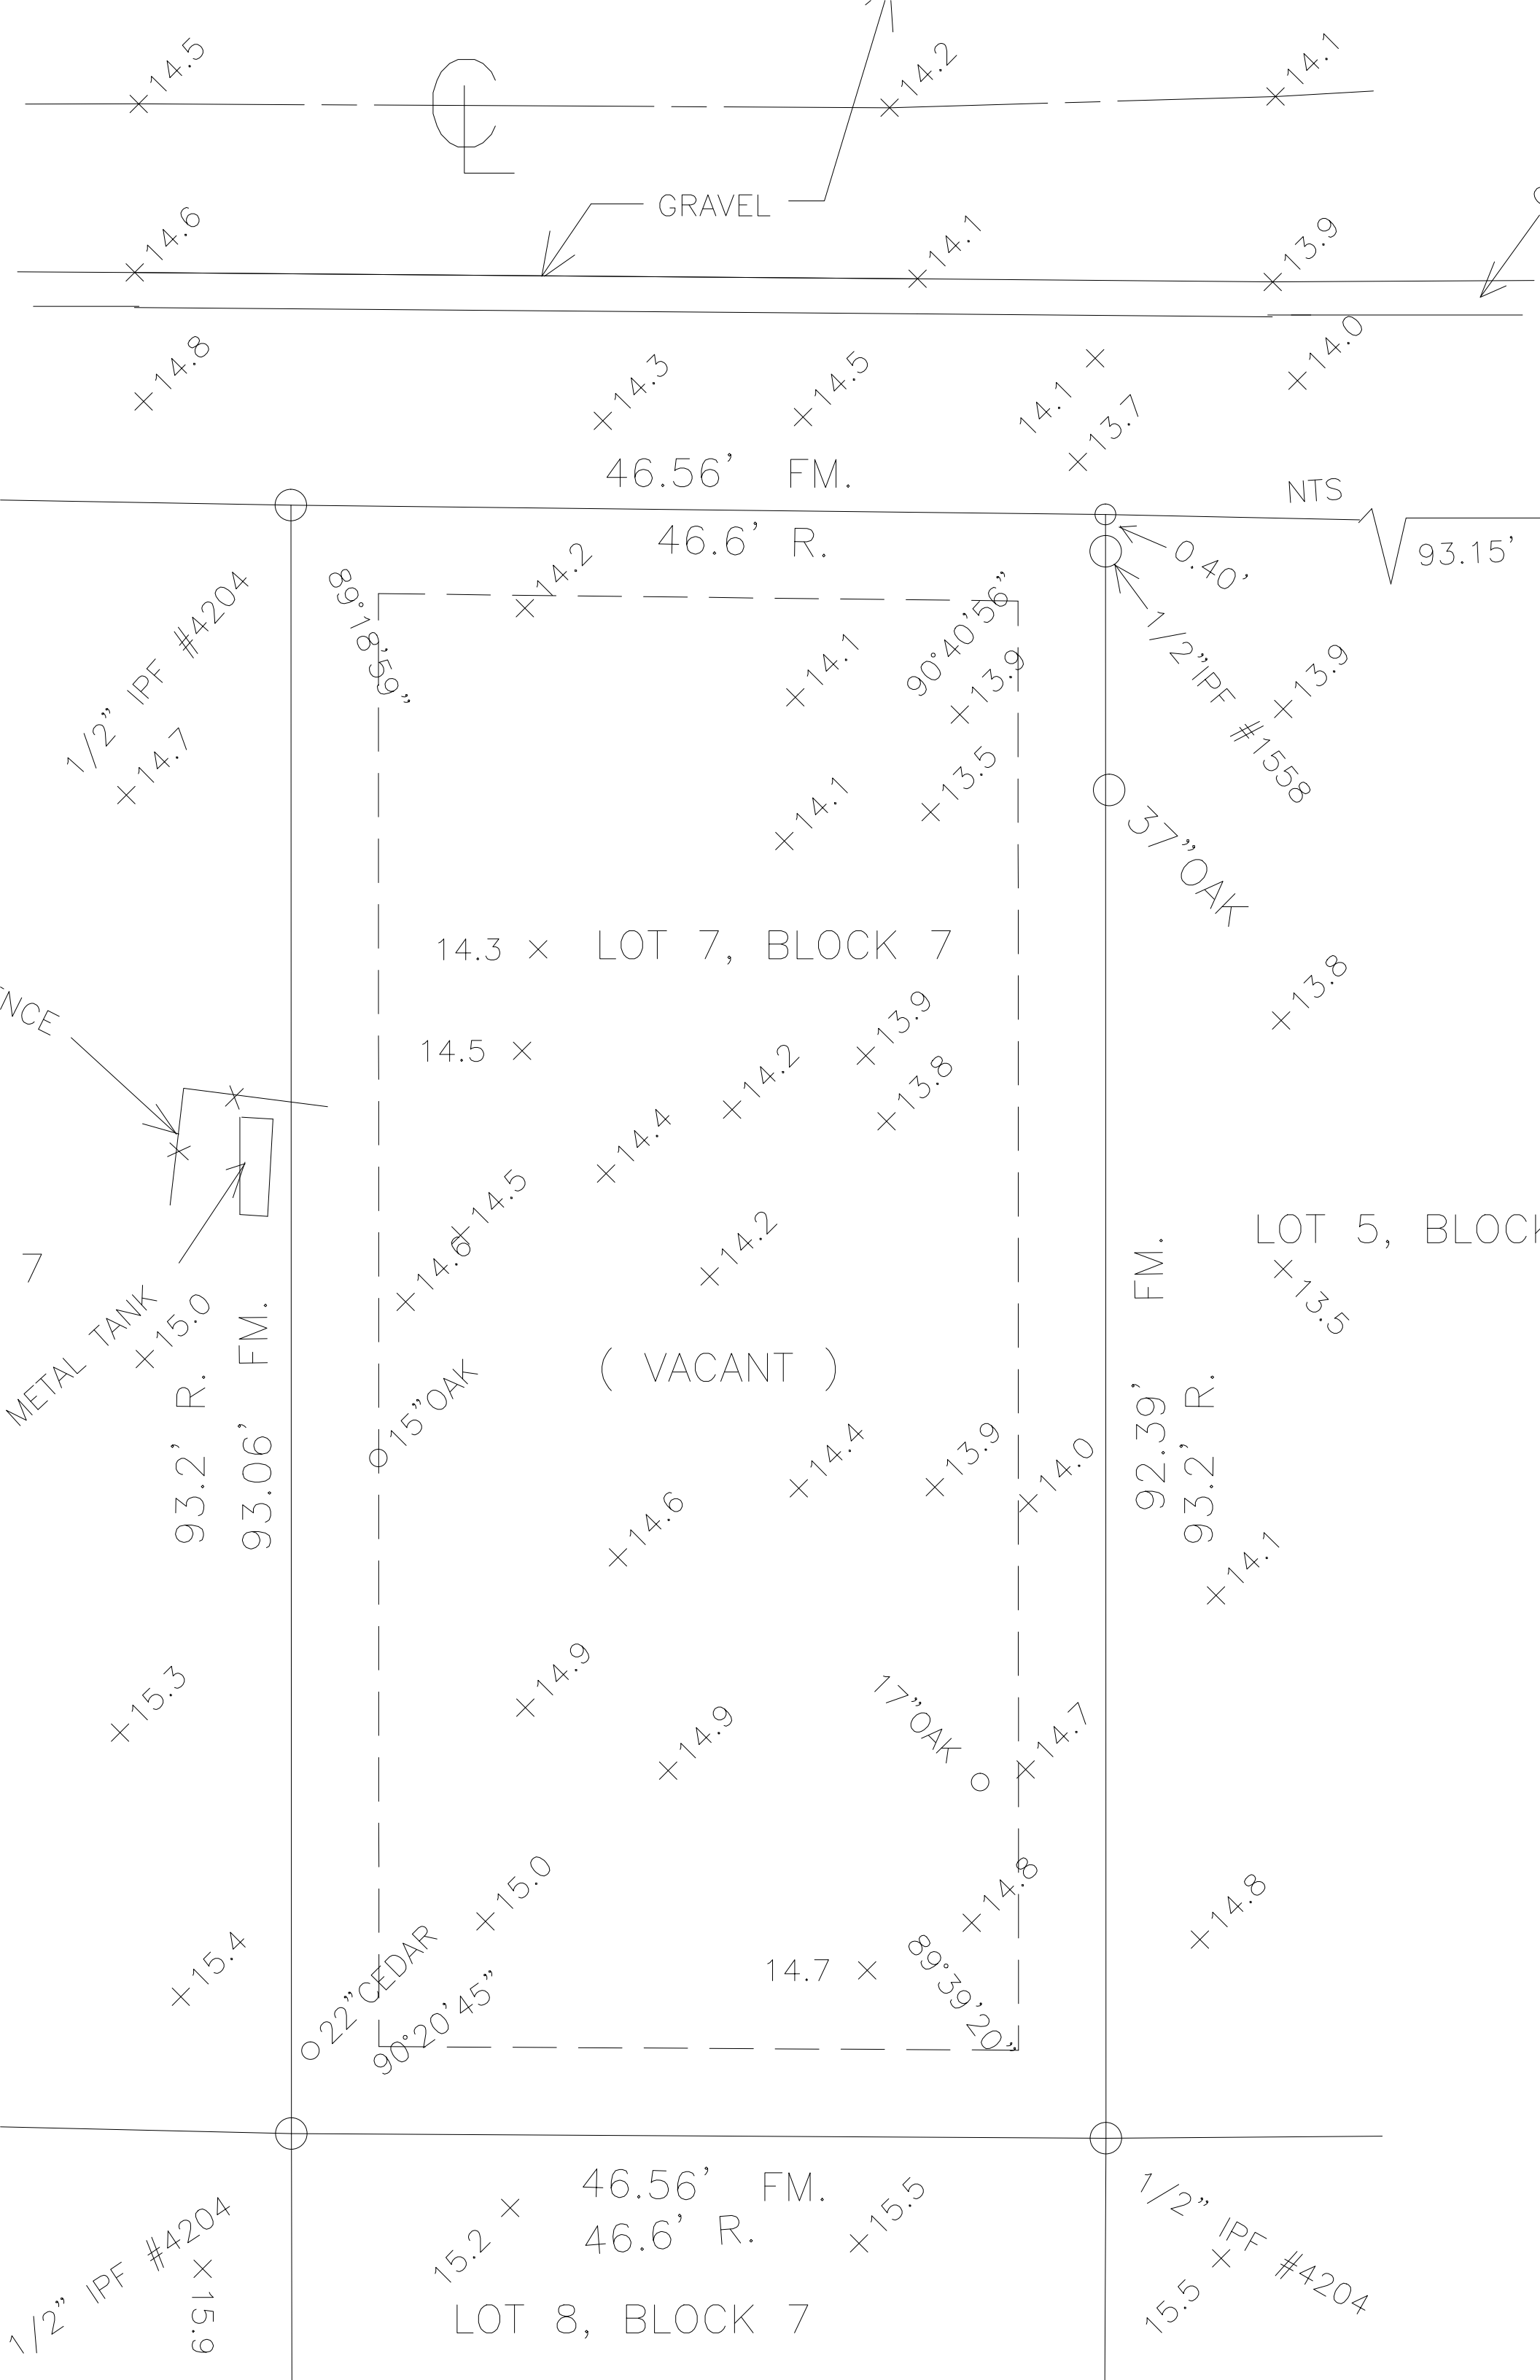 14.5
14.2
14.1
GRAVEL
14.6
14.1
13.9
14.8
14.3
14.5
14.1
13.7
14.0
46.56' FM.
46.6' R.
NTS
93.15'
0.40'
1/2" IPF #4204
89°18'59"
14.2
14.1
90°40'56"
13.9
1/2"IPF #1558
13.9
14.7
14.1
13.5
37"OAK
14.3
LOT 7, BLOCK 7
13.8
14.5
14.2
13.9
13.8
14.4
14.5
14.6
14.2
LOT 5, BLOCK
13.5
7
METAL TANK
15.0
93.2' R.
93.06' FM.
( VACANT )
15"OAK
92.39' FM.
93.2' R.
14.4
13.9
14.0
14.6
14.1
15.3
14.9
14.9
17"OAK
14.7
15.4
15.0
14.8
14.8
22"CEDAR
90°20'45"
14.7
89°39'20"
46.56' FM.
46.6' R.
1/2" IPF #4204
15.9
15.2
15.5
1/2" IPF #4204
15.5
LOT 8, BLOCK 7